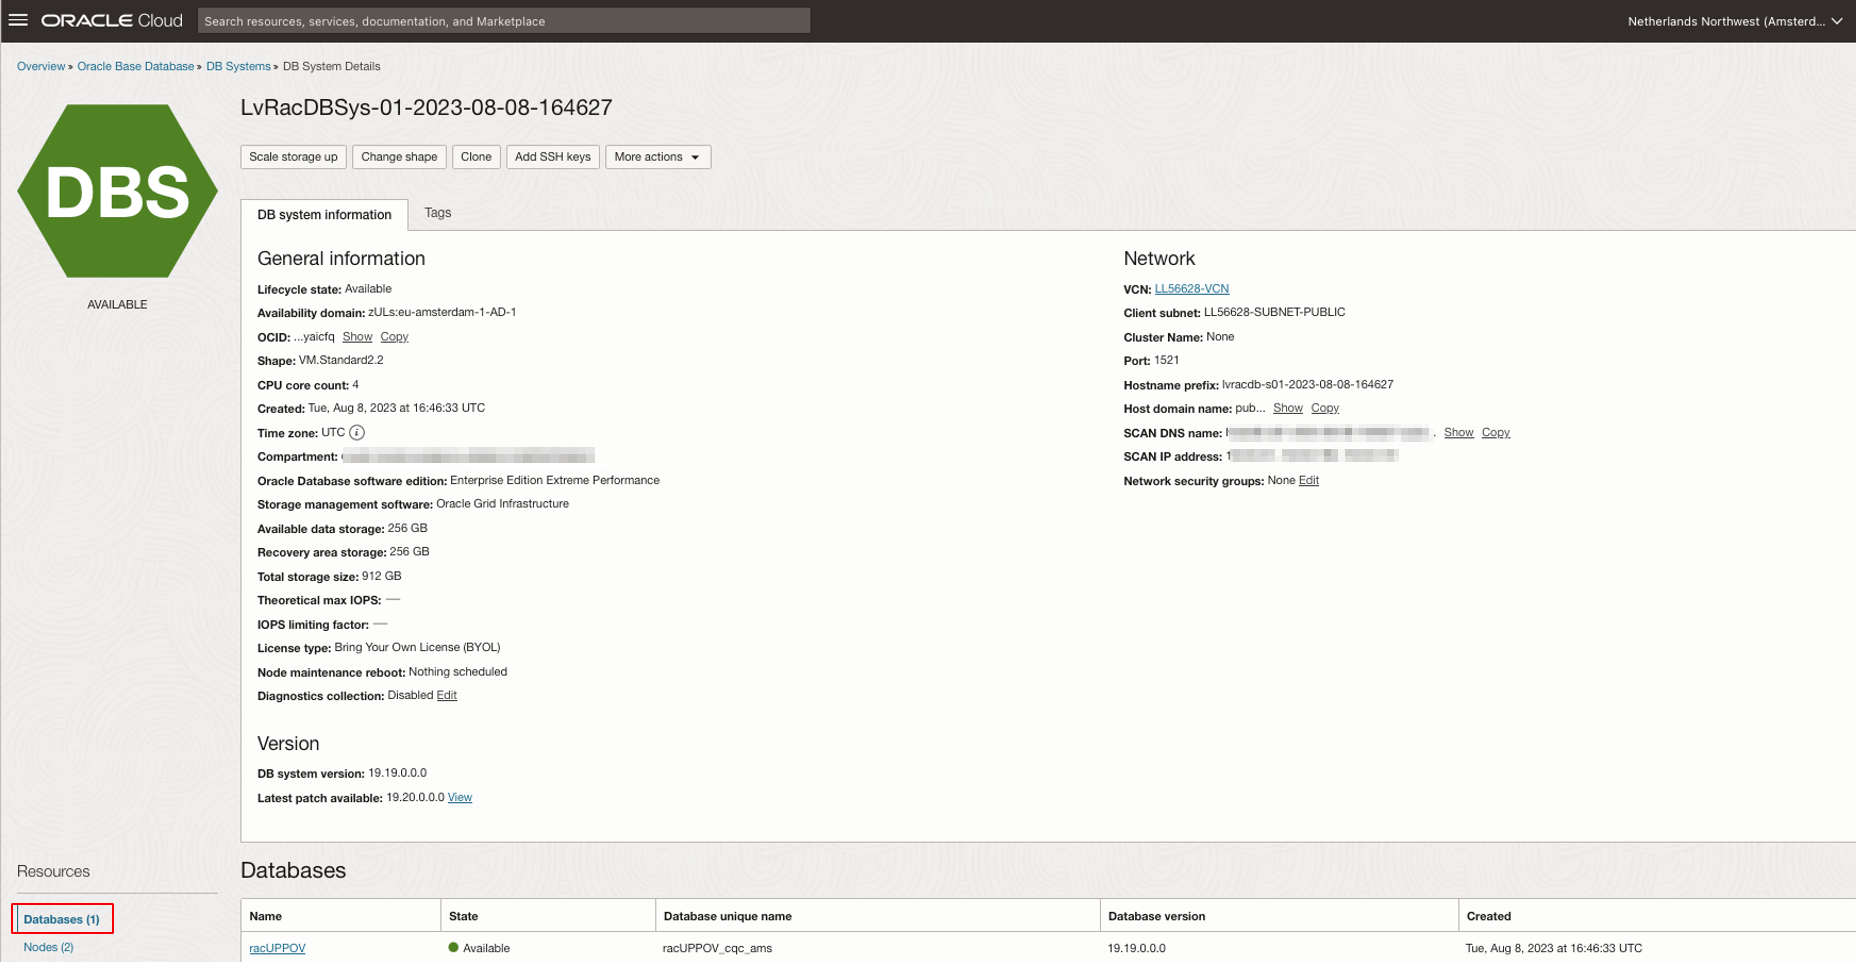 ORACLE Cloud
Search resources, services, documentation, and Marketplace
Netherlands Northwest (Amsterd...
Overview » Oracle Base Database » DB Systems » DB System Details
DBS
AVAILABLE
LvRacDBSys-01-2023-08-08-164627
Scale storage up
Change shape
Clone
Add SSH keys
More actions
DB system information
Tags
General information
Lifecycle state: Available
Availability domain: zULs:eu-amsterdam-1-AD-1
OCID: ...yaicfq Show Copy
Shape: VM.Standard2.2
CPU core count: 4
Created: Tue, Aug 8, 2023 at 16:46:33 UTC
Time zone: UTC
Compartment:
Oracle Database software edition: Enterprise Edition Extreme Performance
Storage management software: Oracle Grid Infrastructure
Available data storage: 256 GB
Recovery area storage: 256 GB
Total storage size: 912 GB
Theoretical max IOPS: —
IOPS limiting factor: —
License type: Bring Your Own License (BYOL)
Node maintenance reboot: Nothing scheduled
Diagnostics collection: Disabled Edit
Version
DB system version: 19.19.0.0.0
Latest patch available: 19.20.0.0.0 View
Network
VCN: LL56628-VCN
Client subnet: LL56628-SUBNET-PUBLIC
Cluster Name: None
Port: 1521
Hostname prefix: lvracdb-s01-2023-08-08-164627
Host domain name: pub... Show Copy
SCAN DNS name: Show Copy
SCAN IP address:
Network security groups: None Edit
Resources
Databases (1)
Nodes (2)
Databases
Name State Database unique name Database version Created
racUPPOV Available racUPPOV_cqc_ams 19.19.0.0.0 Tue, Aug 8, 2023 at 16:46:33 UTC